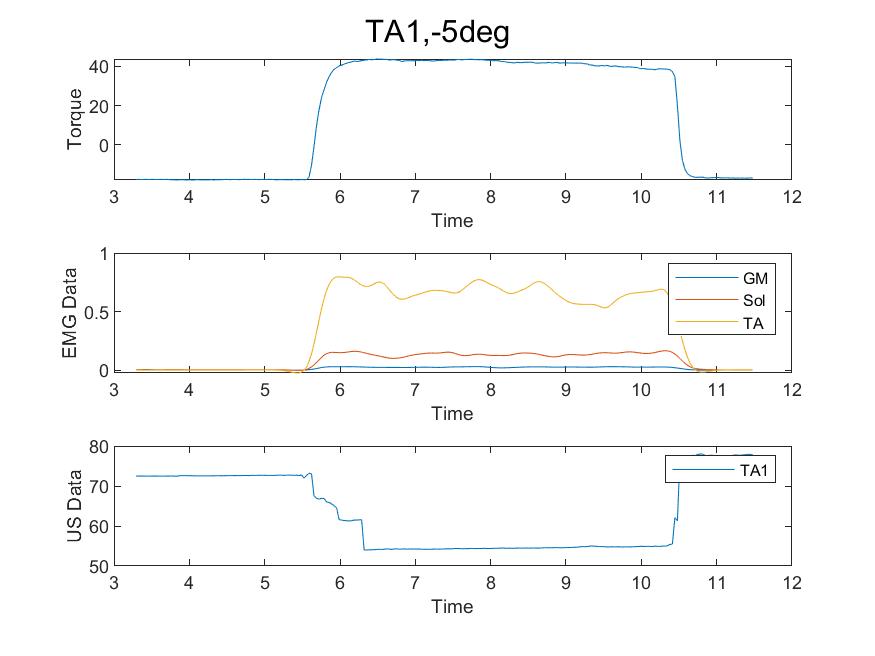 TA1,-5deg
40
20
0
Torque
3 4 5 6 7 8 9 10 11 12
Time
1
0.5
0
EMG Data
GM
Sol
TA
3 4 5 6 7 8 9 10 11 12
Time
80
70
60
50
US Data
TA1
3 4 5 6 7 8 9 10 11 12
Time